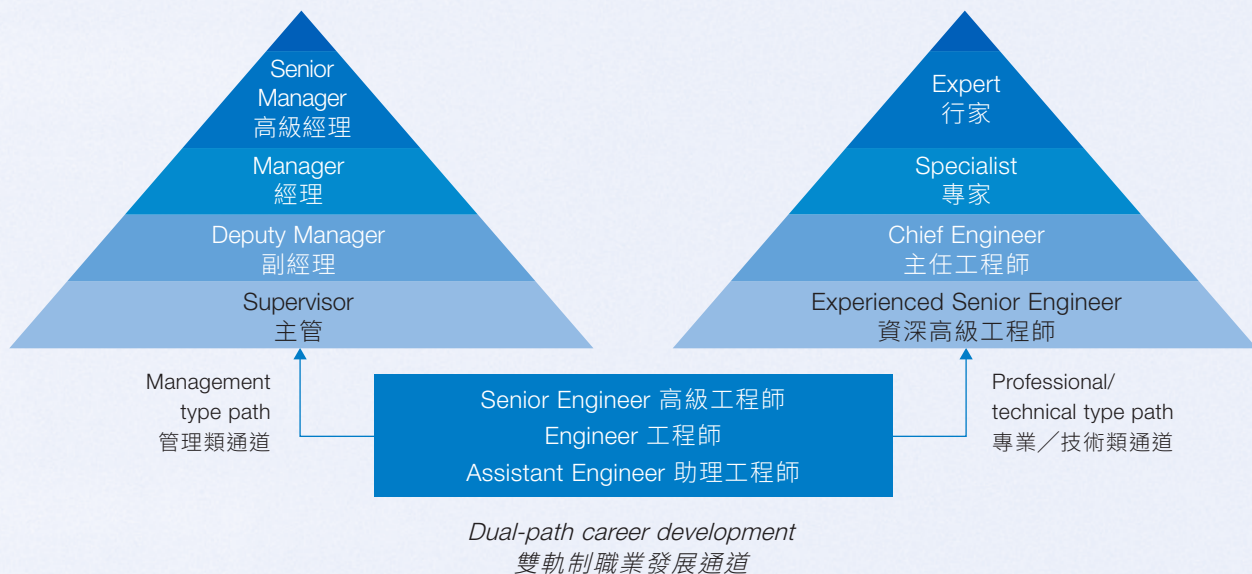 Senior
Manager
高級經理
Manager
經理
Deputy Manager
副經理
Supervisor
主管
Expert
行家
Specialist
專家
Chief Engineer
主任工程師
Experienced Senior Engineer
資深高級工程師
Management
type path
管理類通道
Senior Engineer 高級工程師
Engineer 工程師
Assistant Engineer 助理工程師
Professional/
technical type path
專業╱技術類通道
Dual-path career development
雙軌制職業發展通道